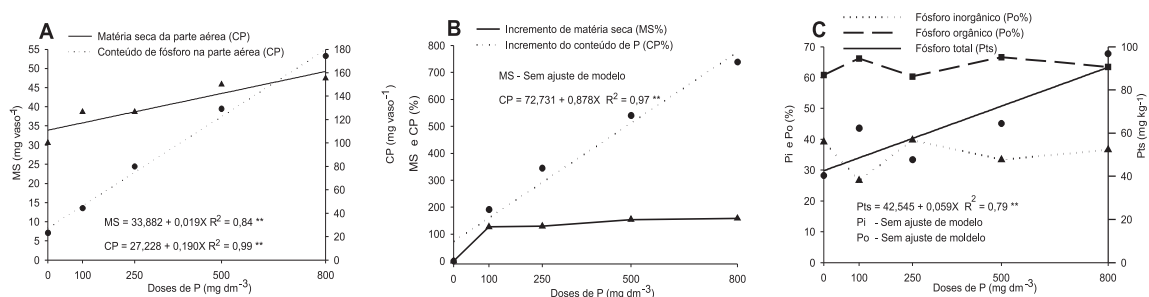 A
Matéria seca da parte aérea (CP)
Conteúdo de fósforo na parte aérea (CP)
MS (mg vaso⁻¹)
55
50
45
40
35
30
25
20
15
10
5
0
180
160
140
120
100
80
60
40
20
0
CP (mg vaso⁻¹)
MS = 33,882 + 0,019X R² = 0,84 **
CP = 27,228 + 0,190X R² = 0,99 **
0 100 250 500 800
Doses de P (mg dm⁻³)
B
Incremento de matéria seca (MS%)
Incremento do conteúdo de P (CP%)
MS e CP (%)
800
700
600
500
400
300
200
100
0
MS - Sem ajuste de modelo
CP = 72,731 + 0,878X R² = 0,97 **
0 100 250 500 800
Doses de P (mg dm⁻³)
C
Fósforo inorgânico (Po%)
Fósforo orgânico (Po%)
Fósforo total (Pts)
Pi e Po (%)
70
60
50
40
30
20
10
0
100
80
60
40
20
0
Pts (mg kg⁻¹)
Pts = 42,545 + 0,059X R² = 0,79 **
Pi - Sem ajuste de modelo
Po - Sem ajuste de moldelo
0 100 250 500 800
Doses de P (mg dm⁻³)